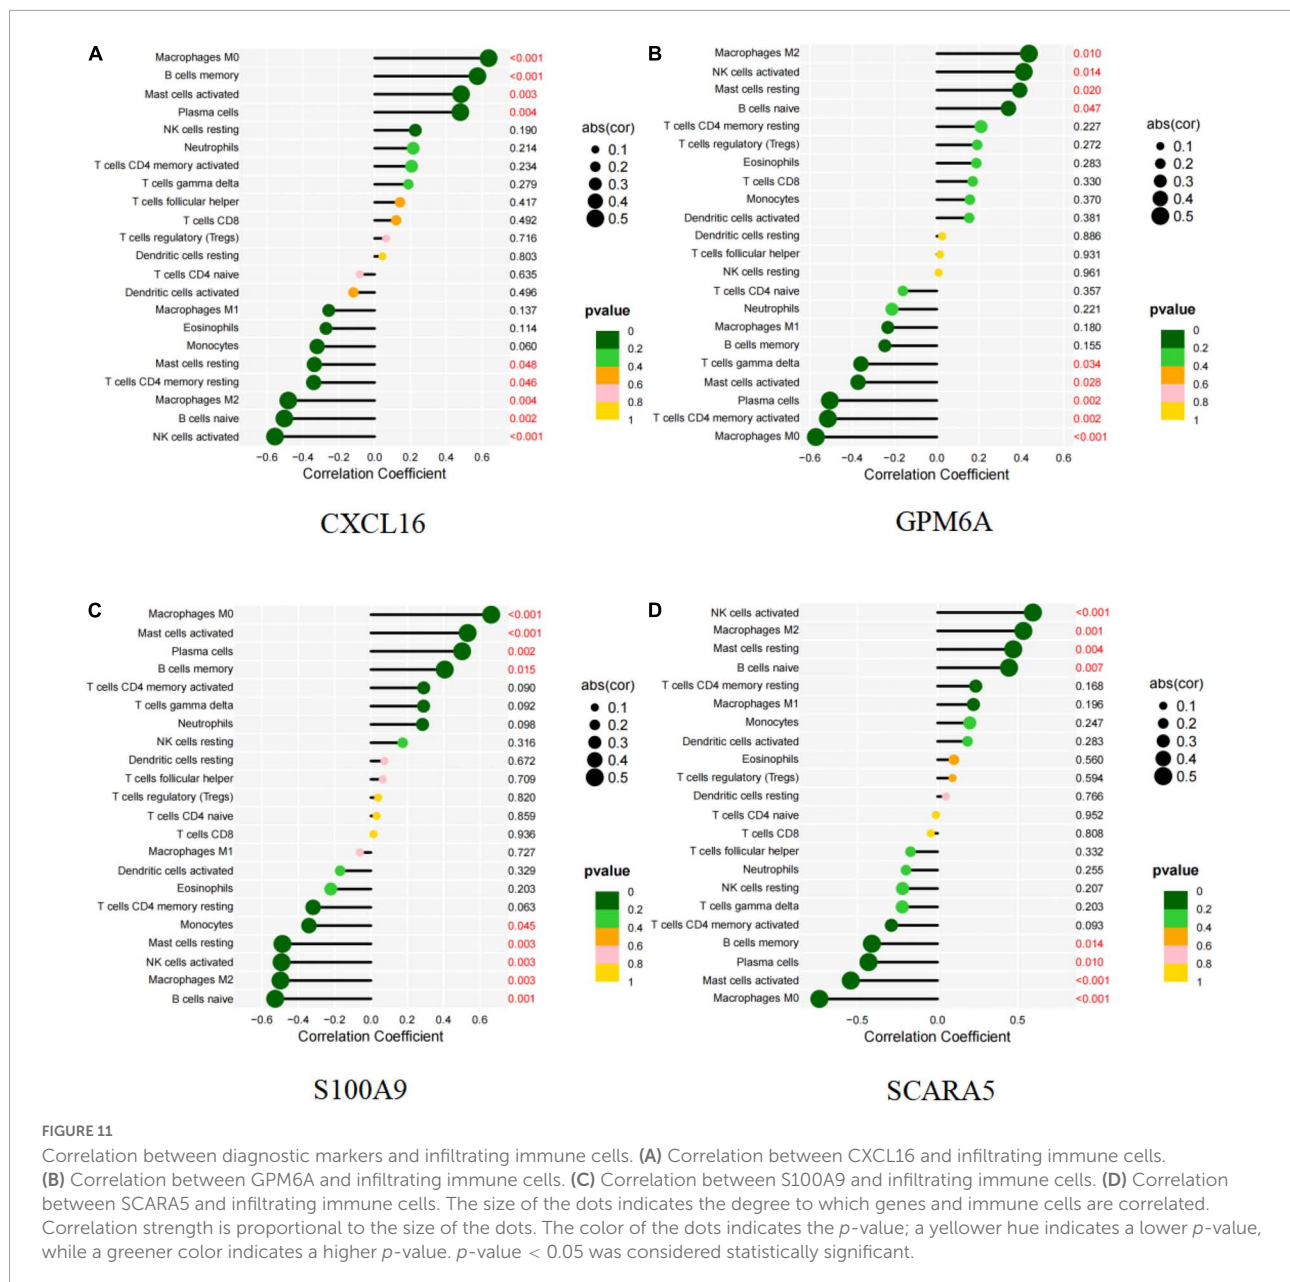 A
Macrophages M0 <0.001
B cells memory <0.001
Mast cells activated 0.003
Plasma cells 0.004
NK cells resting 0.190
Neutrophils 0.214
T cells CD4 memory activated 0.234
T cells gamma delta 0.279
T cells follicular helper 0.417
T cells CD8 0.492
T cells regulatory (Tregs) 0.716
Dendritic cells resting 0.803
T cells CD4 naive 0.635
Dendritic cells activated 0.496
Macrophages M1 0.137
Eosinophils 0.114
Monocytes 0.060
Mast cells resting 0.048
T cells CD4 memory resting 0.046
Macrophages M2 0.004
B cells naive 0.002
NK cells activated <0.001
−0.6 −0.4 −0.2 0.0 0.2 0.4 0.6
Correlation Coefficient
abs(cor)
0.1
0.2
0.3
0.4
0.5
pvalue
0
0.2
0.4
0.6
0.8
1
CXCL16
B
Macrophages M2 0.010
NK cells activated 0.014
Mast cells resting 0.020
B cells naive 0.047
T cells CD4 memory resting 0.227
T cells regulatory (Tregs) 0.272
Eosinophils 0.283
T cells CD8 0.330
Monocytes 0.370
Dendritic cells activated 0.381
Dendritic cells resting 0.886
T cells follicular helper 0.931
NK cells resting 0.961
T cells CD4 naive 0.357
Neutrophils 0.221
Macrophages M1 0.180
B cells memory 0.155
T cells gamma delta 0.034
Mast cells activated 0.028
Plasma cells 0.002
T cells CD4 memory activated 0.002
Macrophages M0 <0.001
−0.6 −0.4 −0.2 0.0 0.2 0.4 0.6
Correlation Coefficient
abs(cor)
0.1
0.2
0.3
0.4
0.5
pvalue
0
0.2
0.4
0.6
0.8
1
GPM6A
C
Macrophages M0 <0.001
Mast cells activated <0.001
Plasma cells 0.002
B cells memory 0.015
T cells CD4 memory activated 0.090
T cells gamma delta 0.092
Neutrophils 0.098
NK cells resting 0.316
Dendritic cells resting 0.672
T cells follicular helper 0.709
T cells regulatory (Tregs) 0.820
T cells CD4 naive 0.859
T cells CD8 0.936
Macrophages M1 0.727
Dendritic cells activated 0.329
Eosinophils 0.203
T cells CD4 memory resting 0.063
Monocytes 0.045
Mast cells resting 0.003
NK cells activated 0.003
Macrophages M2 0.003
B cells naive 0.001
−0.6 −0.4 −0.2 0.0 0.2 0.4 0.6
Correlation Coefficient
abs(cor)
0.1
0.2
0.3
0.4
0.5
pvalue
0
0.2
0.4
0.6
0.8
1
S100A9
D
NK cells activated <0.001
Macrophages M2 0.001
Mast cells resting 0.004
B cells naive 0.007
T cells CD4 memory resting 0.168
Macrophages M1 0.196
Monocytes 0.247
Dendritic cells activated 0.283
Eosinophils 0.560
T cells regulatory (Tregs) 0.594
Dendritic cells resting 0.766
T cells CD4 naive 0.952
T cells CD8 0.808
T cells follicular helper 0.332
Neutrophils 0.255
NK cells resting 0.207
T cells gamma delta 0.203
T cells CD4 memory activated 0.093
B cells memory 0.014
Plasma cells 0.010
Mast cells activated <0.001
Macrophages M0 <0.001
−0.5 0.0 0.5
Correlation Coefficient
abs(cor)
0.1
0.2
0.3
0.4
0.5
pvalue
0
0.2
0.4
0.6
0.8
1
SCARA5
FIGURE 11
Correlation between diagnostic markers and infiltrating immune cells. (A) Correlation between CXCL16 and infiltrating immune cells.
(B) Correlation between GPM6A and infiltrating immune cells. (C) Correlation between S100A9 and infiltrating immune cells. (D) Correlation
between SCARA5 and infiltrating immune cells. The size of the dots indicates the degree to which genes and immune cells are correlated.
Correlation strength is proportional to the size of the dots. The color of the dots indicates the p-value; a yellower hue indicates a lower p-value,
while a greener color indicates a higher p-value. p-value < 0.05 was considered statistically significant.